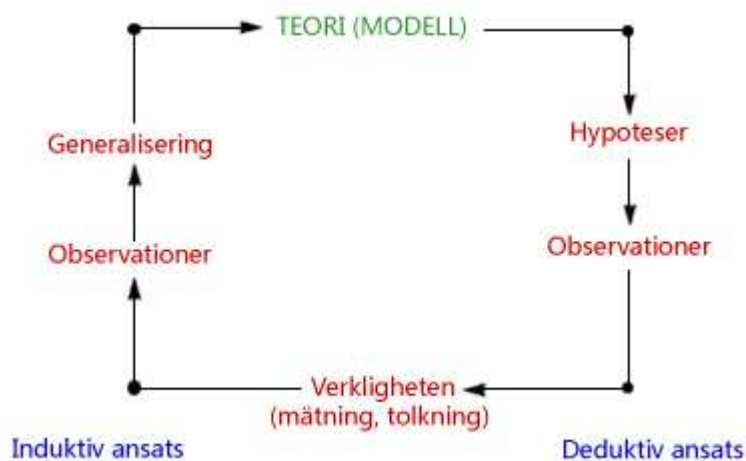 TEORI (MODELL)
Generalisering
Hypoteser
Observationer
Observationer
Verkligheten
(mätning, tolkning)
Induktiv ansats
Deduktiv ansats